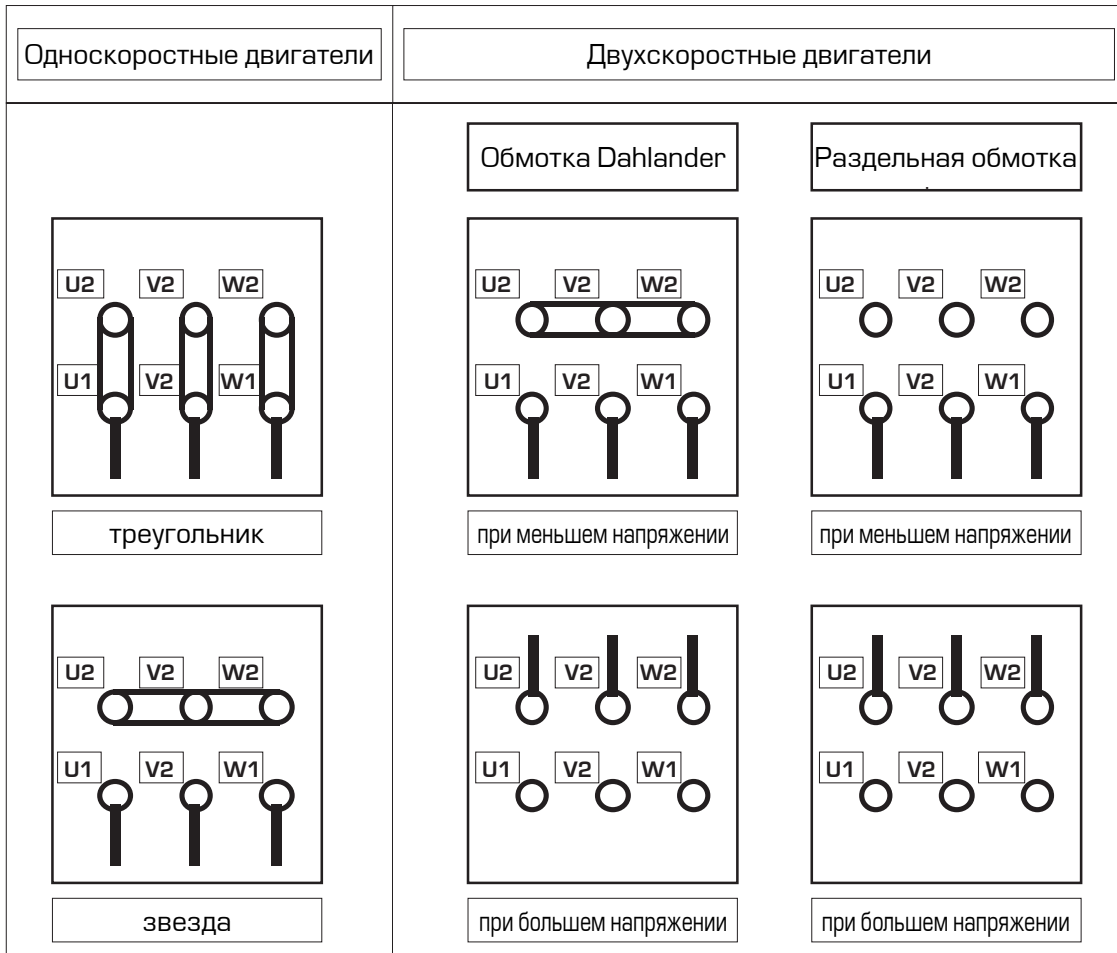 Односкоростные двигатели
Двухскоростные двигатели
Обмотка Dahlander
Раздельная обмотка
U2 V2 W2
U2 V2 W2
U2 V2 W2
U1 V2 W1
U1 V2 W1
U1 V2 W1
треугольник
при меньшем напряжении
при меньшем напряжении
U2 V2 W2
U2 V2 W2
U2 V2 W2
U1 V2 W1
U1 V2 W1
U1 V2 W1
звезда
при большем напряжении
при большем напряжении